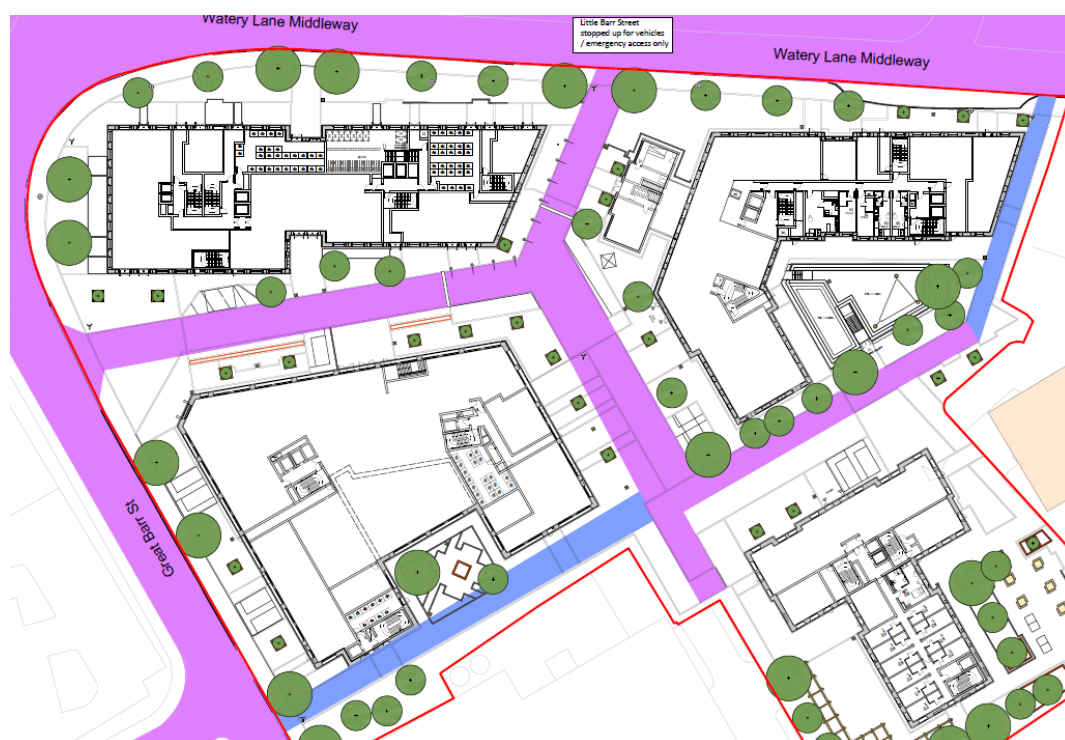 Watery Lane Middleway
Little Barr Street
stopped up for vehicles
/ emergency access only
Watery Lane Middleway
Great Barr St